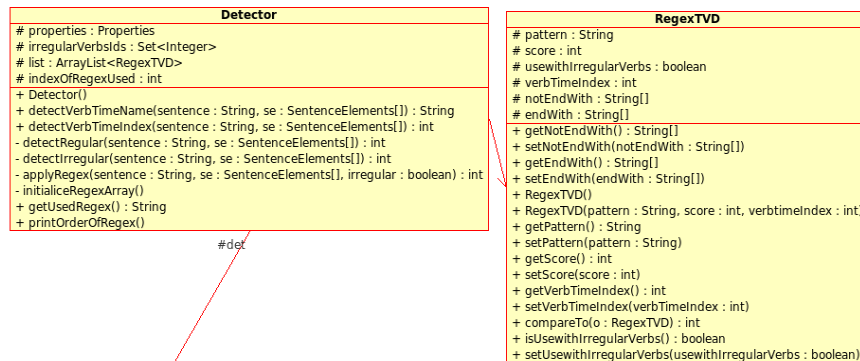 Detector
# properties : Properties
# irregularVerbsIds : Set<Integer>
# list : ArrayList<RegexTVD>
# indexOfRegexUsed : int
+ Detector()
+ detectVerbTimeName(sentence : String, se : SentenceElements[]) : String
+ detectVerbTimeIndex(sentence : String, se : SentenceElements[]) : int
- detectRegular(sentence : String, se : SentenceElements[]) : int
- detectIrregular(sentence : String, se : SentenceElements[]) : int
- applyRegex(sentence : String, se : SentenceElements[], irregular : boolean) : int
- initialiceRegexArray()
+ getUsedRegex() : String
+ printOrderOfRegex()
#det
RegexTVD
# pattern : String
# score : int
# usewithIrregularVerbs : boolean
# verbTimeIndex : int
# notEndWith : String[]
# endWith : String[]
+ getNotEndWith() : String[]
+ setNotEndWith(notEndWith : String[])
+ getEndWith() : String[]
+ setEndWith(endWith : String[])
+ RegexTVD()
+ RegexTVD(pattern : String, score : int, verbtimeIndex : int)
+ getPattern() : String
+ setPattern(pattern : String)
+ getScore() : int
+ setScore(score : int)
+ getVerbTimeIndex() : int
+ setVerbTimeIndex(verbTimeIndex : int)
+ compareTo(o : RegexTVD) : int
+ isUsewithIrregularVerbs() : boolean
+ setUsewithIrregularVerbs(usewithIrregularVerbs : boolean)